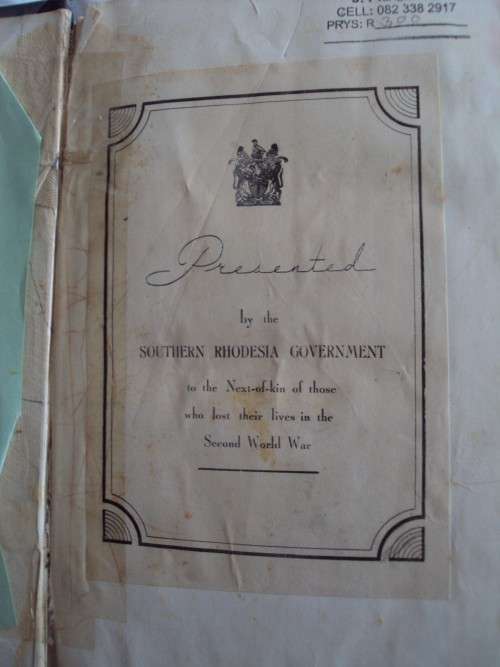 CELL: 082 338 2917
PRYS: R 300
Presented
by the
SOUTHERN RHODESIA GOVERNMENT
to the Next-of-kin of those
who lost their lives in the
Second World War